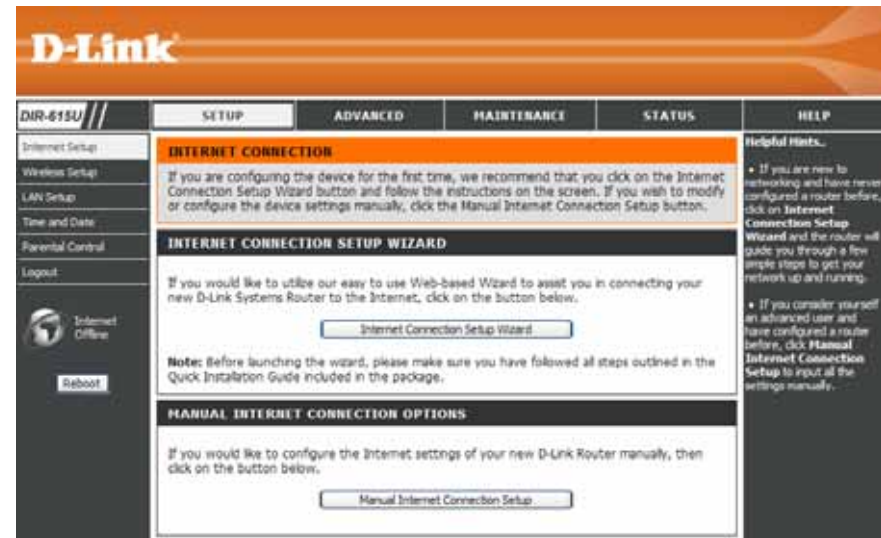 D-Link
DIR-615U
SETUP
ADVANCED
MAINTENANCE
STATUS
HELP
Internet Setup
Wireless Setup
LAN Setup
Time and Date
Parental Control
Logout
Internet
Offline
Reboot
INTERNET CONNECTION
If you are configuring the device for the first time, we recommend that you click on the Internet
Connection Setup Wizard button and follow the instructions on the screen. If you wish to modify
or configure the device settings manually, click the Manual Internet Connection Setup button.
INTERNET CONNECTION SETUP WIZARD
If you would like to utilize our easy to use Web-based Wizard to assist you in connecting your
new D-Link Systems Router to the Internet, click on the button below.
Internet Connection Setup Wizard
Note: Before launching the wizard, please make sure you have followed all steps outlined in the
Quick Installation Guide included in the package.
MANUAL INTERNET CONNECTION OPTIONS
If you would like to configure the Internet settings of your new D-Link Router manually, then
click on the button below.
Manual Internet Connection Setup
Helpful Hints..
• If you are new to
networking and have never
configured a router before,
click on Internet
Connection Setup
Wizard and the router will
guide you through a few
simple steps to get your
network up and running.
• If you consider yourself
an advanced user and
have configured a router
before, click Manual
Internet Connection
Setup to input all the
settings manually.